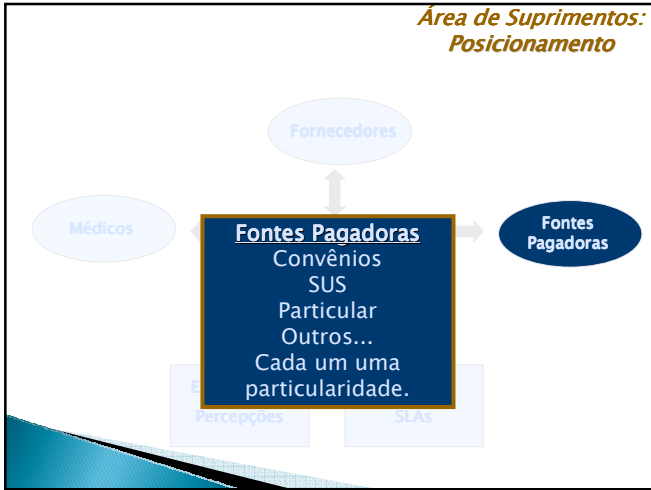 Área de Suprimentos:
Posicionamento
Fornecedores
Médicos
Fontes Pagadoras
Convênios
SUS
Particular
Outros...
Cada um uma
particularidade.
Fontes
Pagadoras
Percepções
SLAs